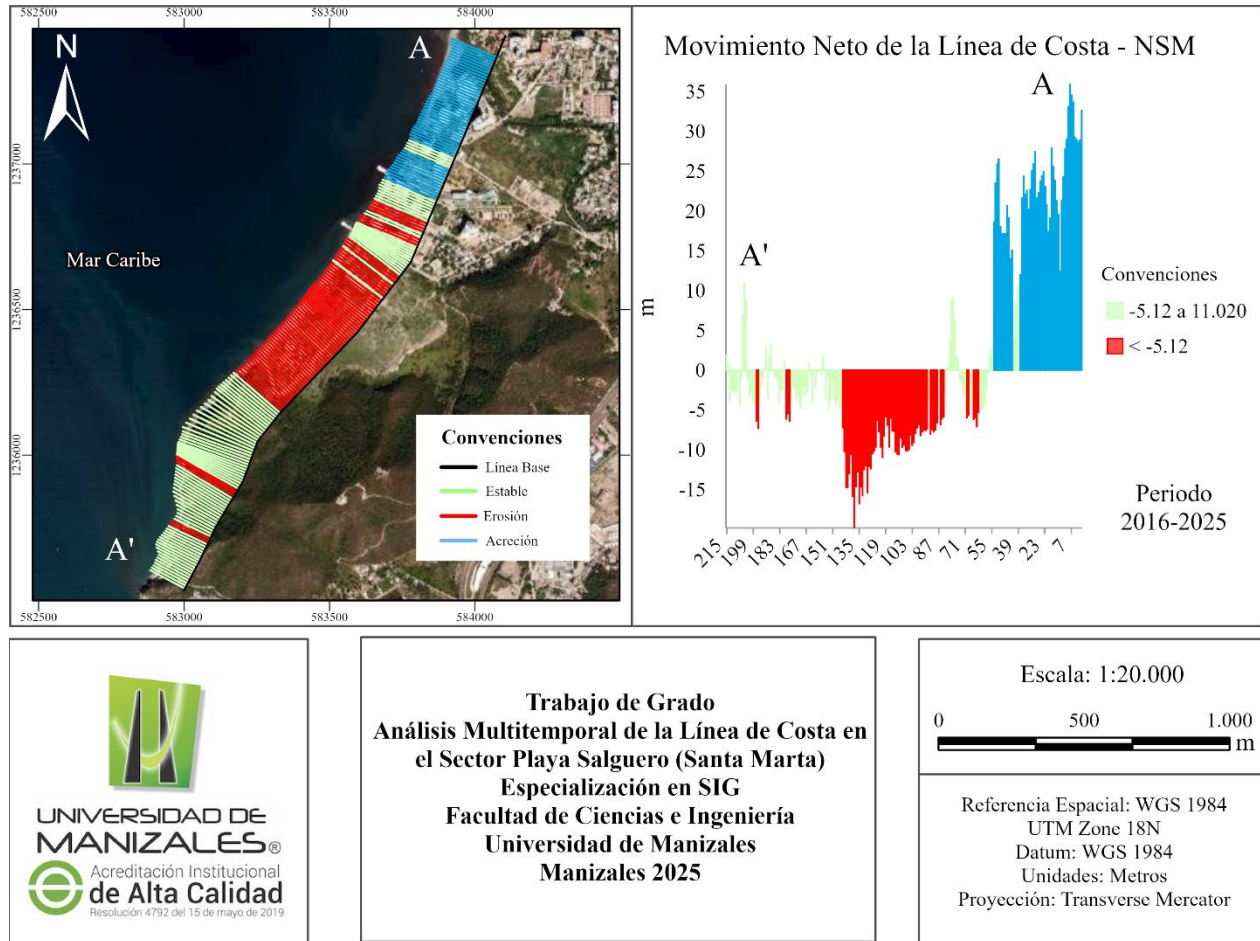 582500
583000
583500
584000
N
A
1237000
1236500
1236000
Mar Caribe
A'
Convenciones
Línea Base
Estable
Erosión
Acreción
582500
583000
583500
584000
Movimiento Neto de la Línea de Costa - NSM
A
35
30
25
20
15
10
5
0
-5
-10
-15
m
A'
Convenciones
-5.12 a 11.020
< -5.12
Periodo
2016-2025
215
199
183
167
151
135
119
103
87
71
55
39
23
7
UNIVERSIDAD DE
MANIZALES®
Acreditación Institucional
de Alta Calidad
Resolución 4792 del 15 de mayo de 2019
Trabajo de Grado
Análisis Multitemporal de la Línea de Costa en
el Sector Playa Salguero (Santa Marta)
Especialización en SIG
Facultad de Ciencias e Ingeniería
Universidad de Manizales
Manizales 2025
Escala: 1:20.000
0 500 1.000
m
Referencia Espacial: WGS 1984
UTM Zone 18N
Datum: WGS 1984
Unidades: Metros
Proyección: Transverse Mercator